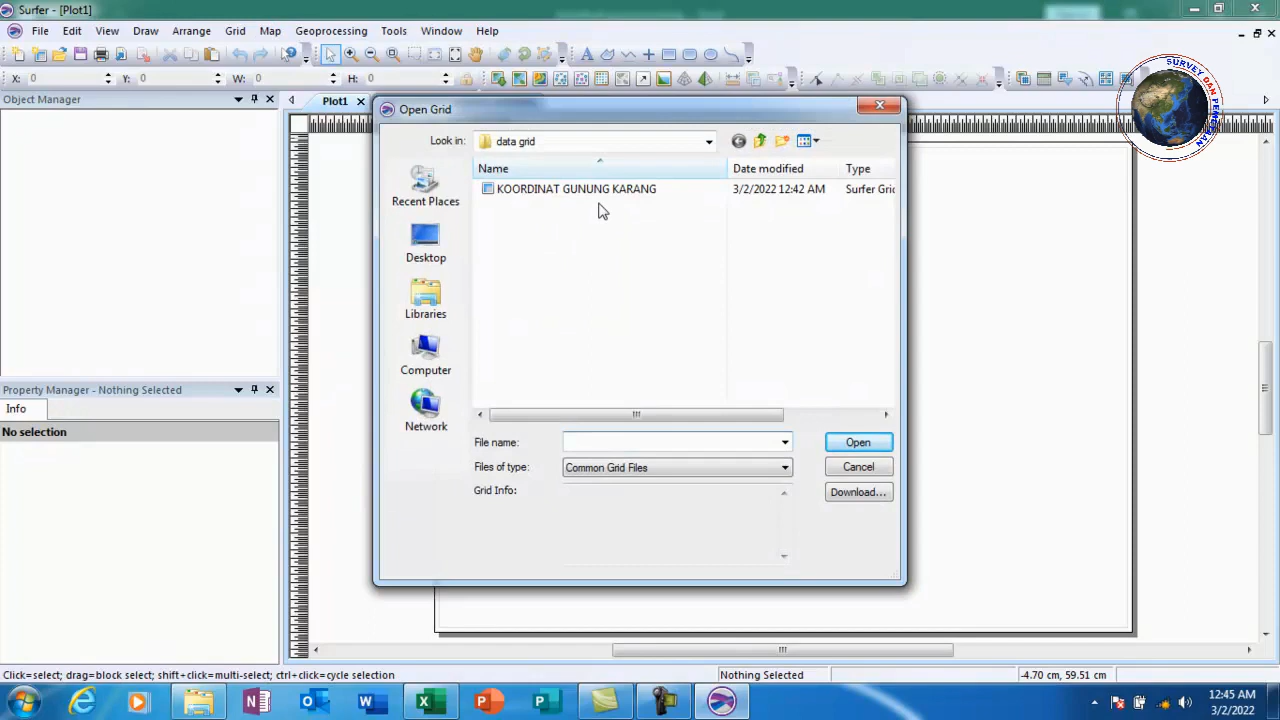 Surfer - [Plot1]
File Edit View Draw Arrange Grid Map Geoprocessing Tools Window Help
X: 0 Y: 0 W: 0 H: 0
SURVEY DAN PEMETAAN
Object Manager
Plot1
Open Grid
Look in: data grid
Name Date modified Type
KOORDINAT GUNUNG KARANG 3/2/2022 12:42 AM Surfer Gric
Recent Places
Desktop
Libraries
Computer
Network
File name: Open
Files of type: Common Grid Files Cancel
Grid Info: Download...
Property Manager - Nothing Selected
Info
No selection
Click=select; drag=block select; shift+click=multi-select; ctrl+click=cycle selection
Nothing Selected
-4.70 cm, 59.51 cm
12:45 AM
3/2/2022